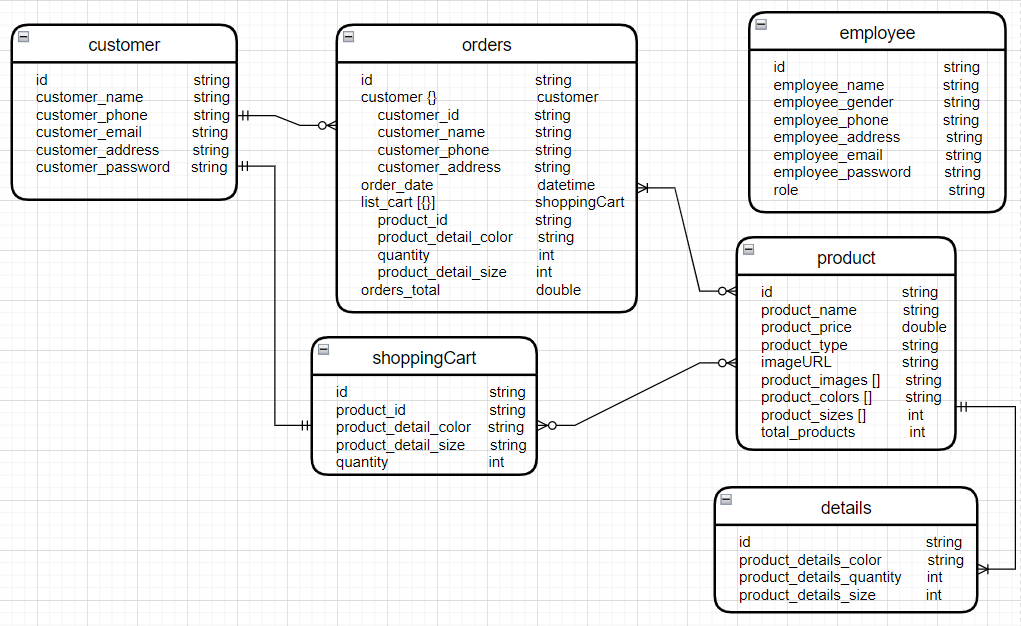 customer
id string
customer_name string
customer_phone string
customer_email string
customer_address string
customer_password string
orders
id string
customer {} customer
customer_id string
customer_name string
customer_phone string
customer_address string
order_date datetime
list_cart [{}] shoppingCart
product_id string
product_detail_color string
quantity int
product_detail_size int
orders_total double
employee
id string
employee_name string
employee_gender string
employee_phone string
employee_address string
employee_email string
employee_password string
role string
product
id string
product_name string
product_price double
product_type string
imageURL string
product_images [] string
product_colors [] string
product_sizes [] int
total_products int
shoppingCart
id string
product_id string
product_detail_color string
product_detail_size string
quantity int
details
id string
product_details_color string
product_details_quantity int
product_details_size int